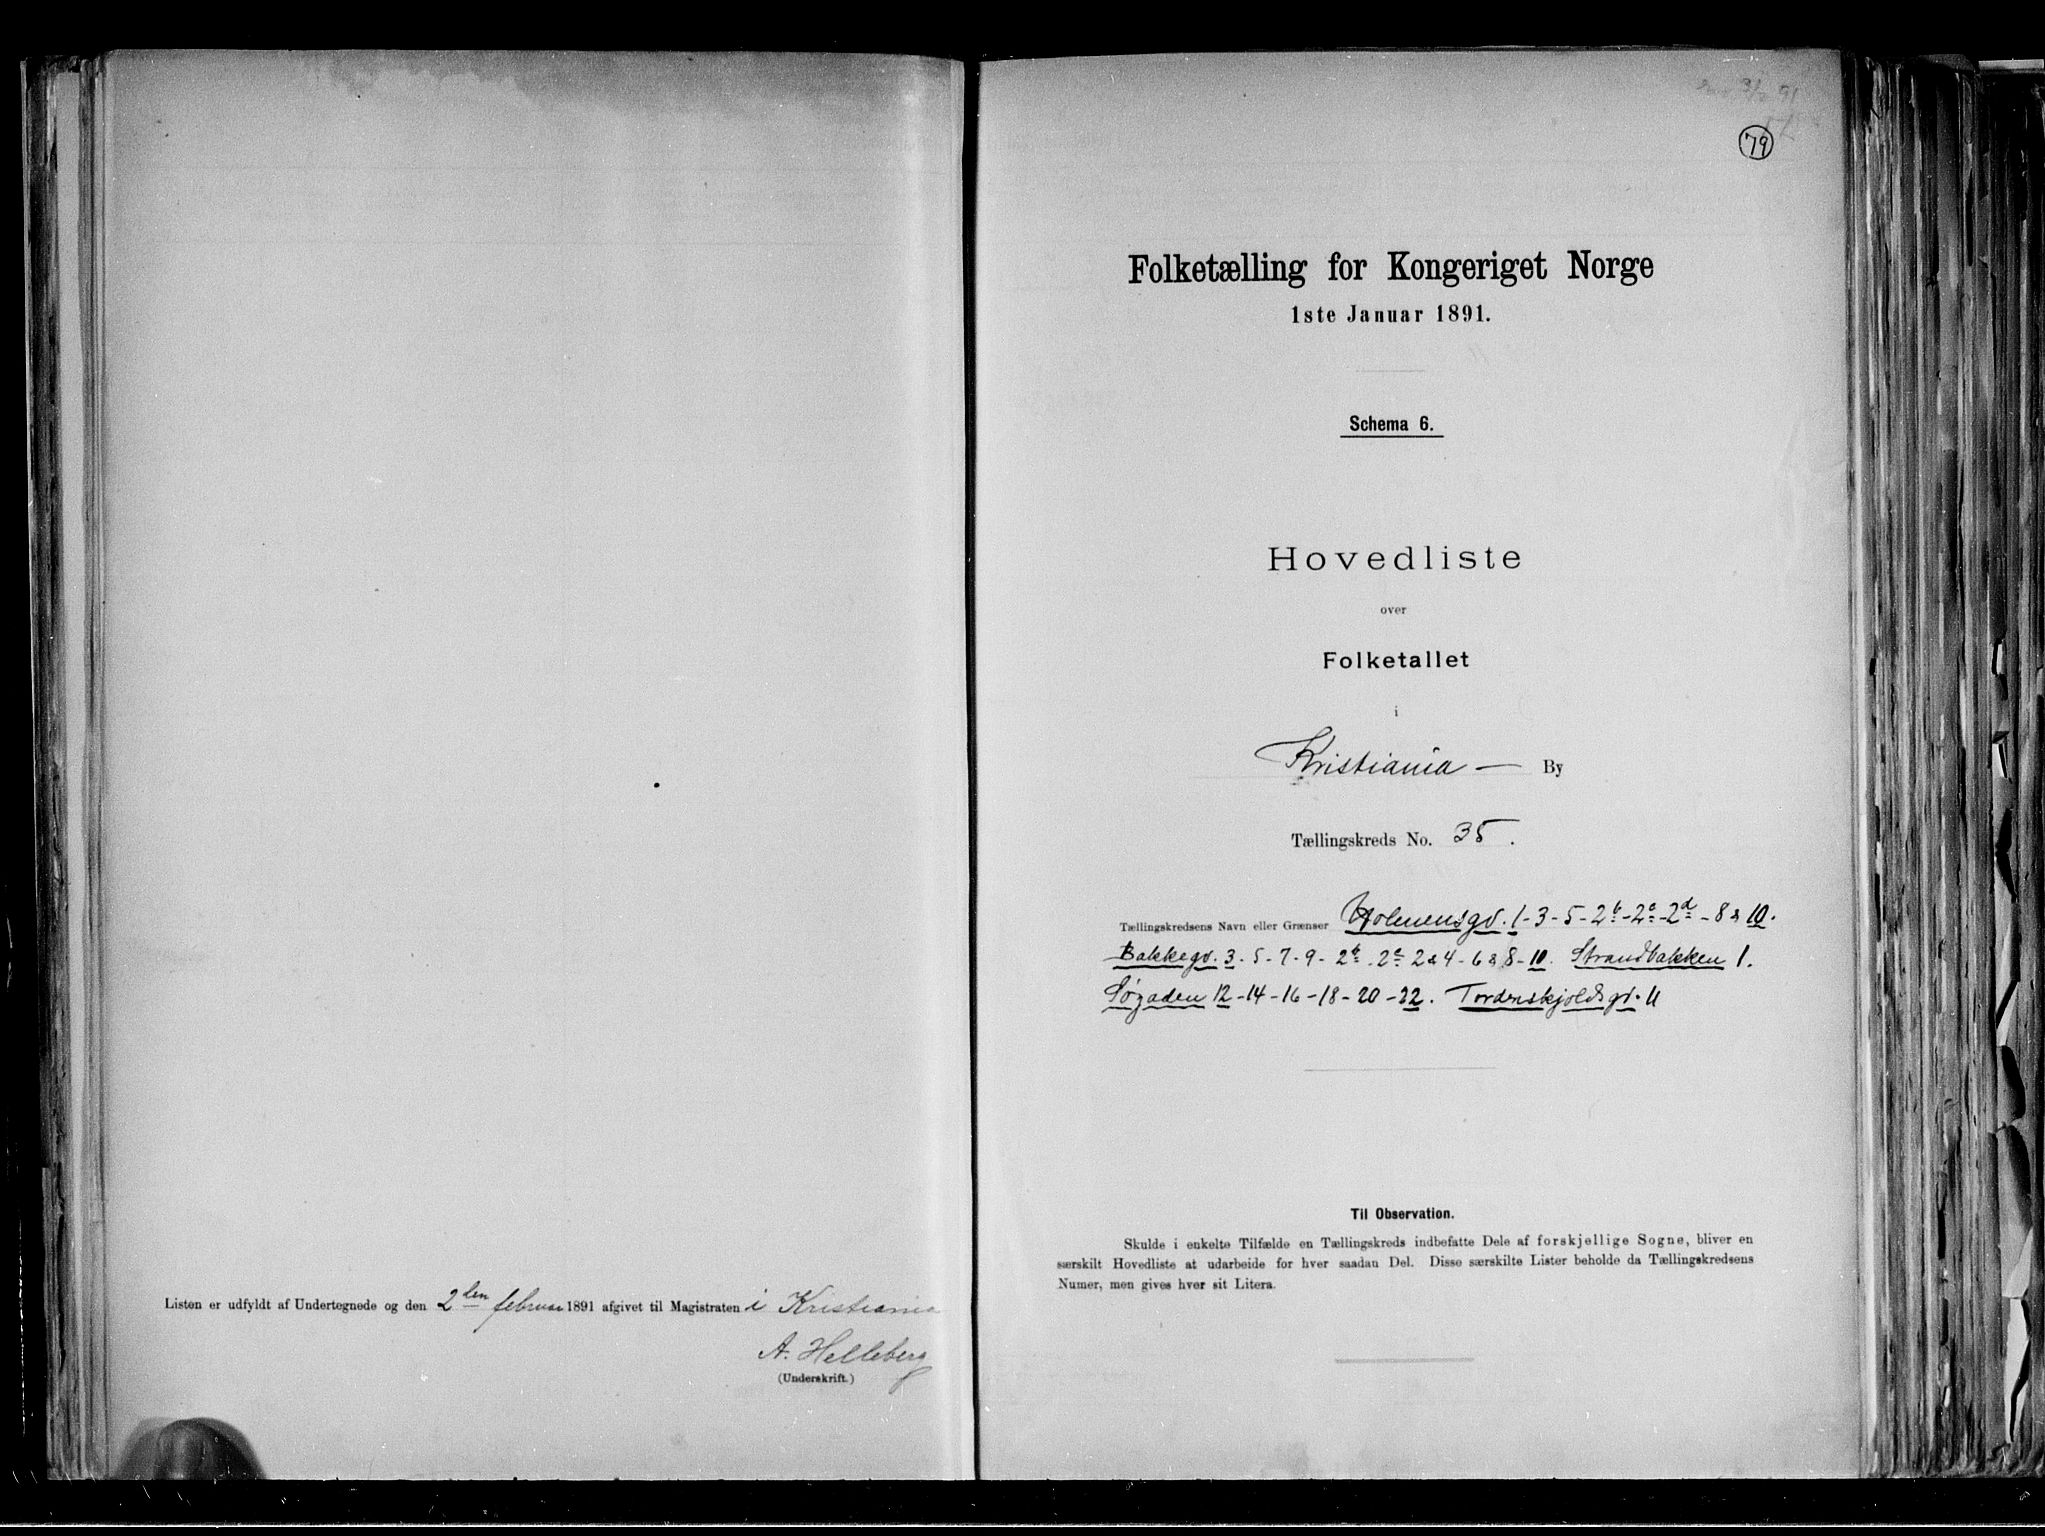 Listen er udfyldt af Undertegnede og den 2den februar 1891 afgivet til Magistraten i Kristiania
A. Helleberg
(Underskrift.)
79
Folketælling for Kongeriget Norge
1ste Januar 1891.
Schema 6.
Hovedliste
over
Folketallet
i
Kristiania — By
Tællingskreds No. 35.
Tællingskredsens Navn eller Grænser Holmensgd. 1-3-5-2b-2c-2d-8 & 10.
Bakkegd. 3-5-7-9-2b-2c 2 & 4-6 & 8-10. Strandbakken 1.
Søgaden 12-14-16-18-20-22. Tordenskjoldsgd. 11
Til Observation.
Skulde i enkelte Tilfælde en Tællingskreds indbefatte Dele af forskjellige Sogne, bliver en
særskilt Hovedliste at udarbeide for hver saadan Del. Disse særskilte Lister beholde da Tællingskredsens
Numer, men gives hver sit Litera.